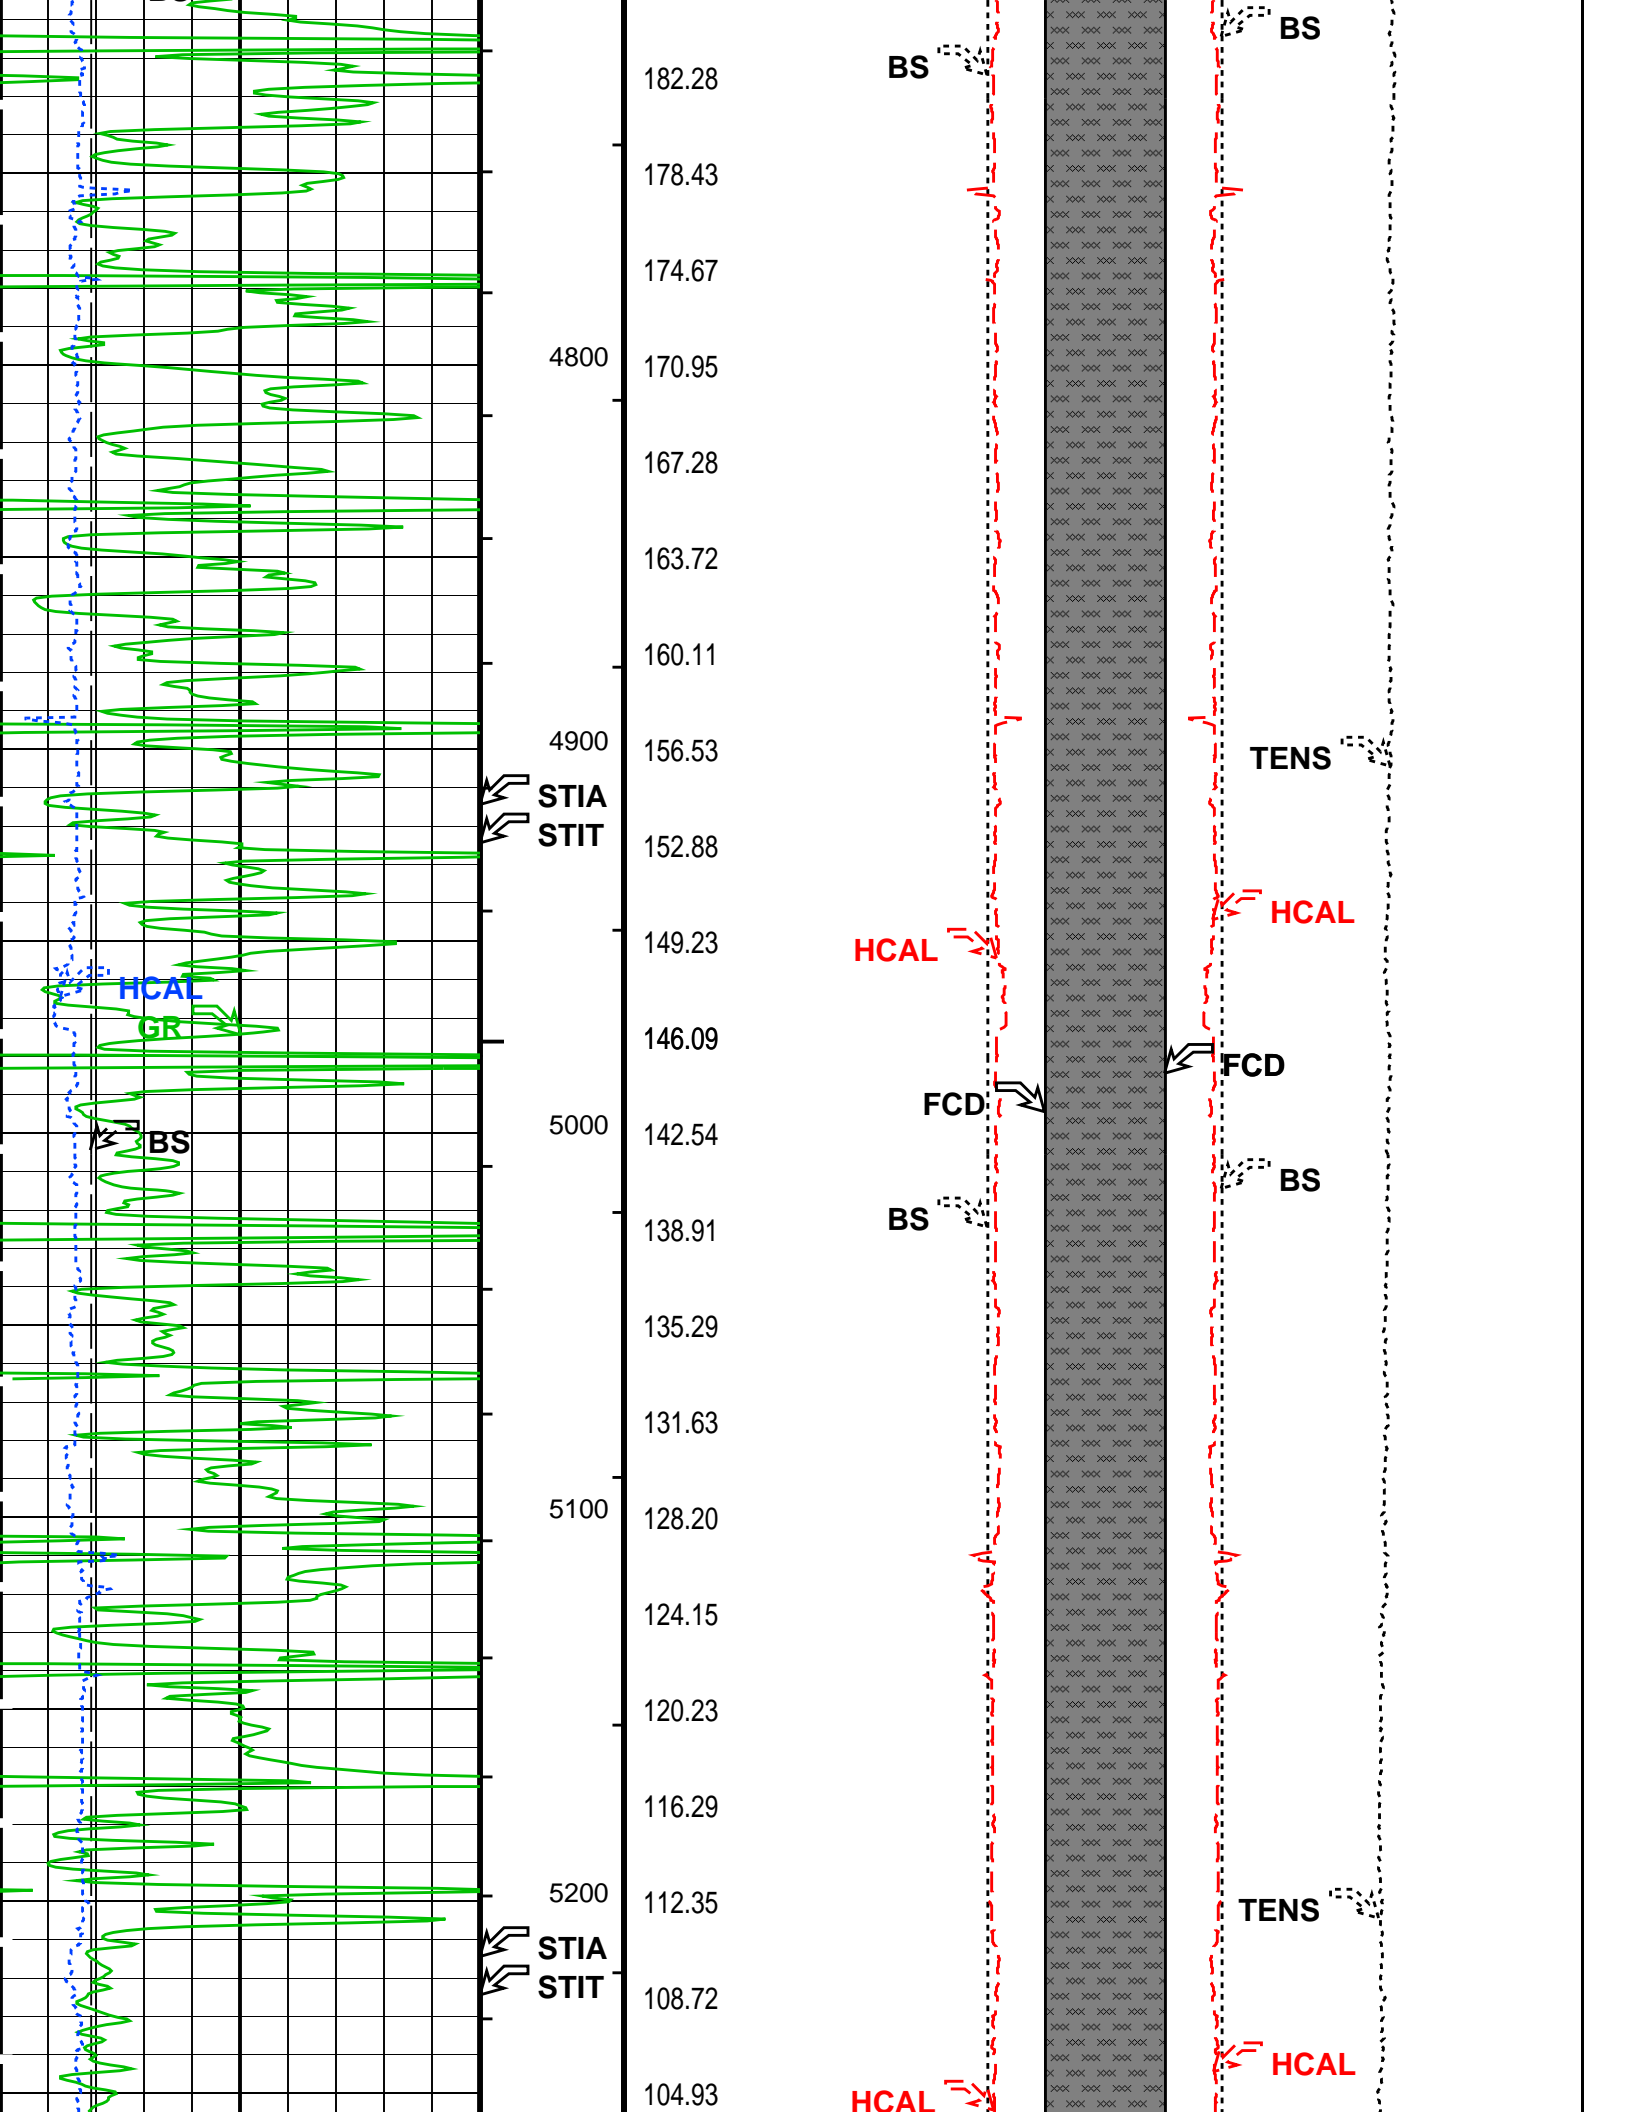 BS
BS
182.28
178.43
174.67
4800
170.95
167.28
163.72
160.11
4900
156.53
TENS
STIA
STIT
152.88
HCAL
149.23
HCAL
HCAL
GR
146.09
FCD
FCD
5000
142.54
BS
BS
BS
138.91
135.29
131.63
5100
128.20
124.15
120.23
116.29
5200
112.35
TENS
STIA
STIT
108.72
HCAL
104.93
HCAL